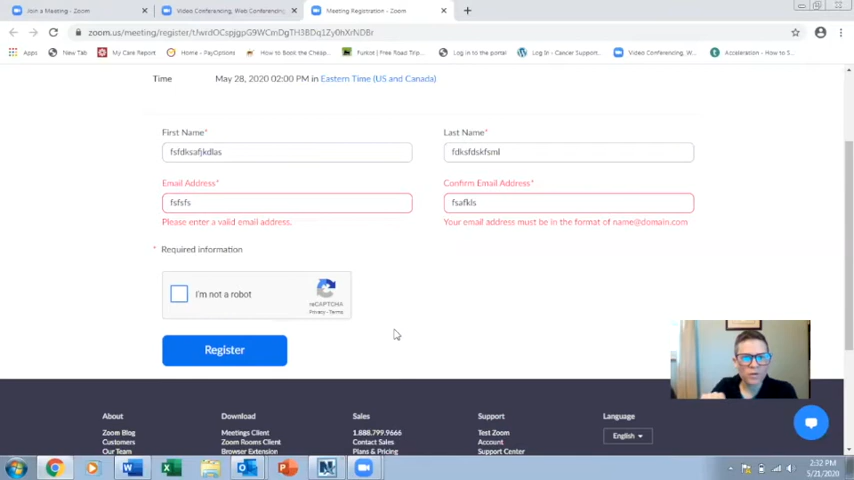 Join a Meeting - Zoom
Video Conferencing, Web Conferencing
Meeting Registration - Zoom
zoom.us/meeting/register/
Apps
New Tab
My Care Report
Home - PayOptions
How to Book the Cheap...
Funkist | Free Road Trip...
Log in to the portal
Log In - Cancer Support...
Video Conferencing, W...
Acceleration - How to S...
Time
May 28, 2020 02:00 PM in Eastern Time (US and Canada)
First Name*
Last Name*
fsfdksafjkdlas
fdksfdskfsml
Email Address*
Confirm Email Address*
fsfsfs
fsafkls
Please enter a valid email address.
Your email address must be in the format of name@domain.com
* Required information
I'm not a robot
reCAPTCHA
Privacy - Terms
Register
About
Download
Sales
Support
Language
Zoom Blog
Meetings Client
1.888.799.9666
Test Zoom
Customers
Zoom Rooms Client
Contact Sales
Account
English
Our Team
Browser Extension
Plans & Pricing
Support Center
2:32 PM
5/21/2020